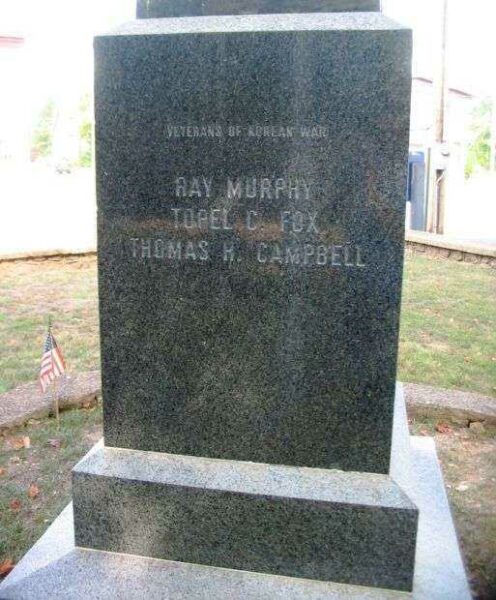 VETERANS OF KOREAN WAR
RAY MURPHY
TOPEL C. FOX
THOMAS H. CAMPBELL